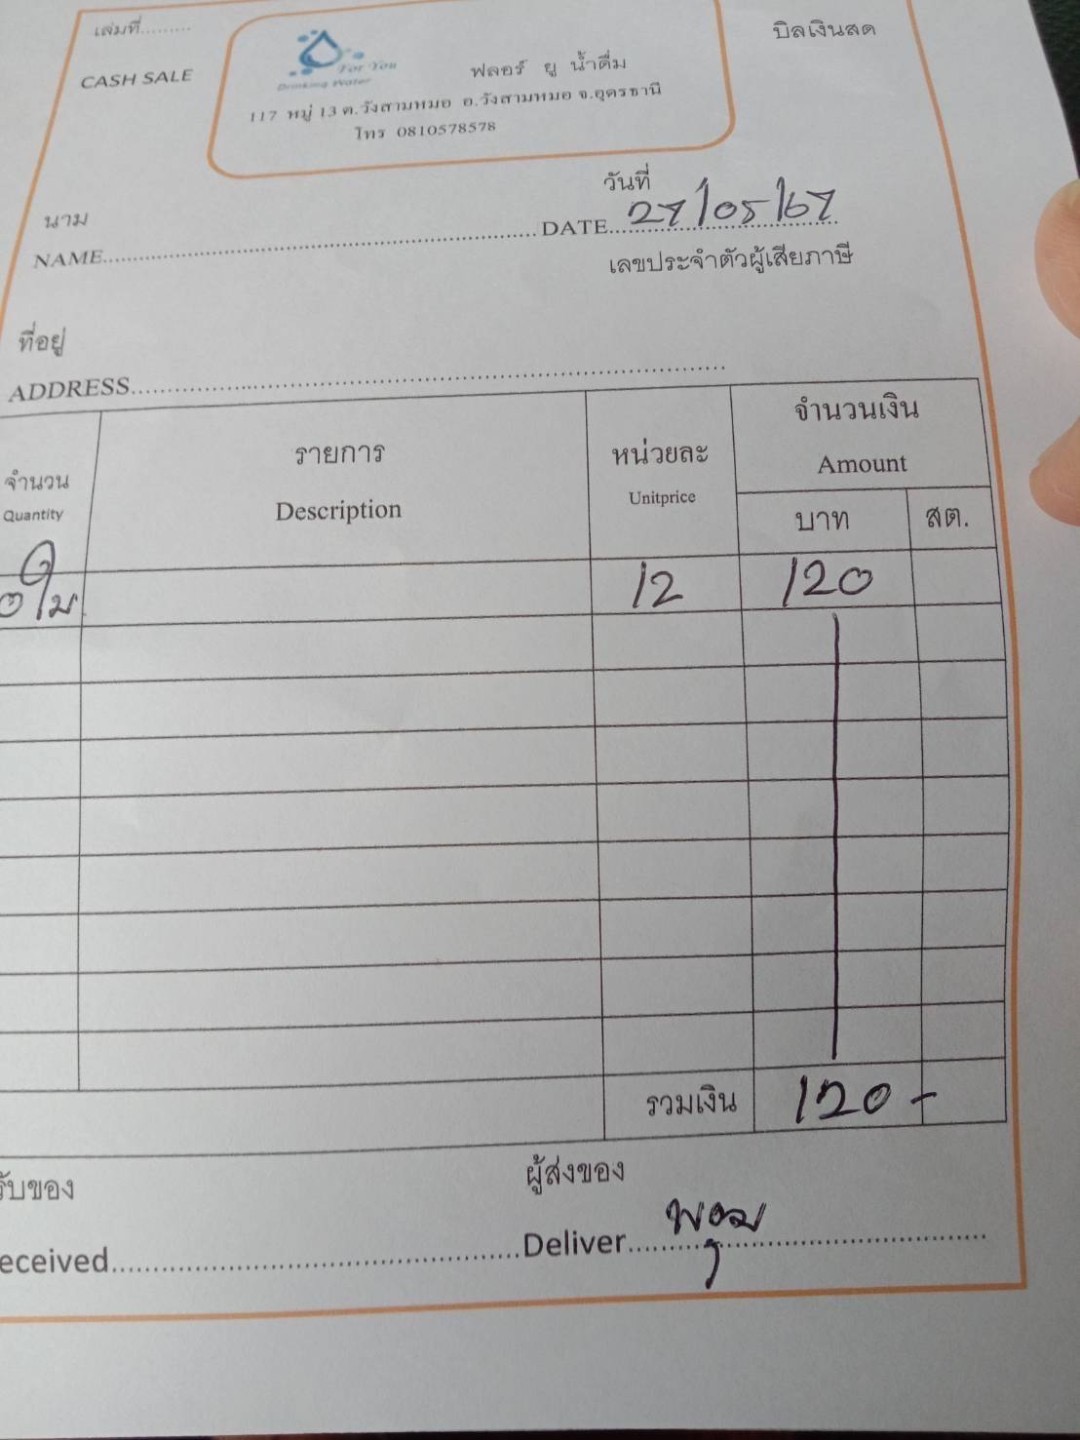 เล่มที่.........
บิลเงินสด
CASH SALE
For You
Drinking Water
ฟลอร์ ยู น้ำดื่ม
117 หมู่ 13 ต.วังสามหมอ อ.วังสามหมอ จ.อุดรธานี
โทร 0810578578
วันที่
นาม
NAME
DATE 27/05/67
เลขประจำตัวผู้เสียภาษี
ที่อยู่
ADDRESS
จำนวน รายการ หน่วยละ จำนวนเงิน
Quantity Description Unitprice Amount
บาท สต.
0ใบ 12 120
รวมเงิน 120 -
รับของ ผู้ส่งของ
eceived Deliver